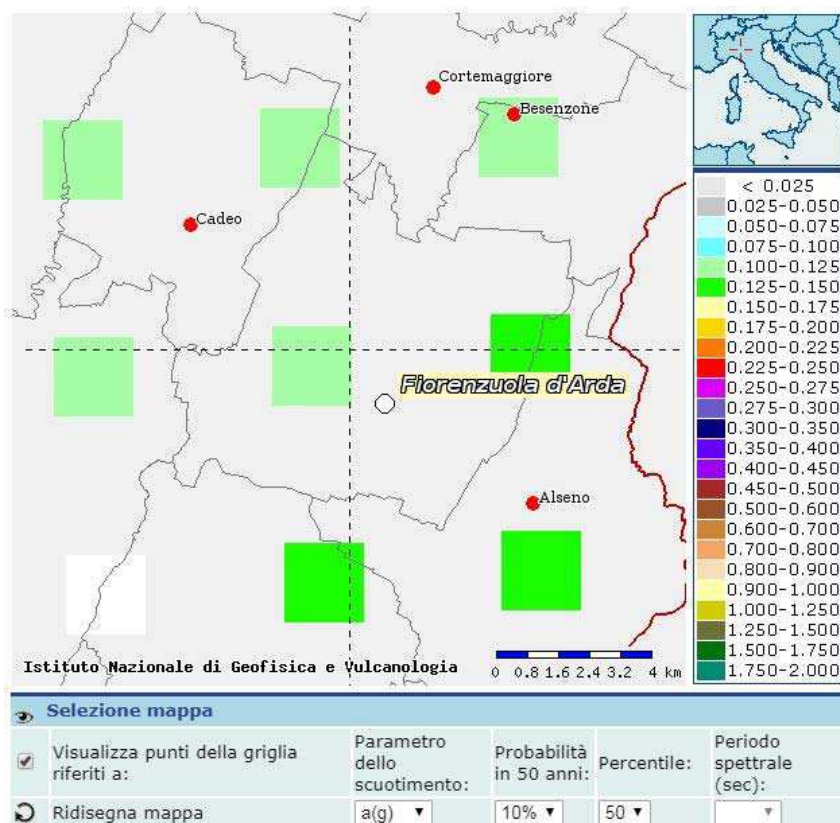 Cortemaggiore
Besenzone
Cadeo
Fiorenzuola d'Arda
Alseno
Istituto Nazionale di Geofisica e Vulcanologia
0 0.8 1.6 2.4 3.2 4 km
< 0.025
0.025-0.050
0.050-0.075
0.075-0.100
0.100-0.125
0.125-0.150
0.150-0.175
0.175-0.200
0.200-0.225
0.225-0.250
0.250-0.275
0.275-0.300
0.300-0.350
0.350-0.400
0.400-0.450
0.450-0.500
0.500-0.600
0.600-0.700
0.700-0.800
0.800-0.900
0.900-1.000
1.000-1.250
1.250-1.500
1.500-1.750
1.750-2.000
Selezione mappa
Visualizza punti della griglia
riferiti a:
Parametro
dello
scuotimento:
Probabilità
in 50 anni:
Percentile:
Periodo
spettrale
(sec):
Ridisegna mappa
a(g)
10%
50